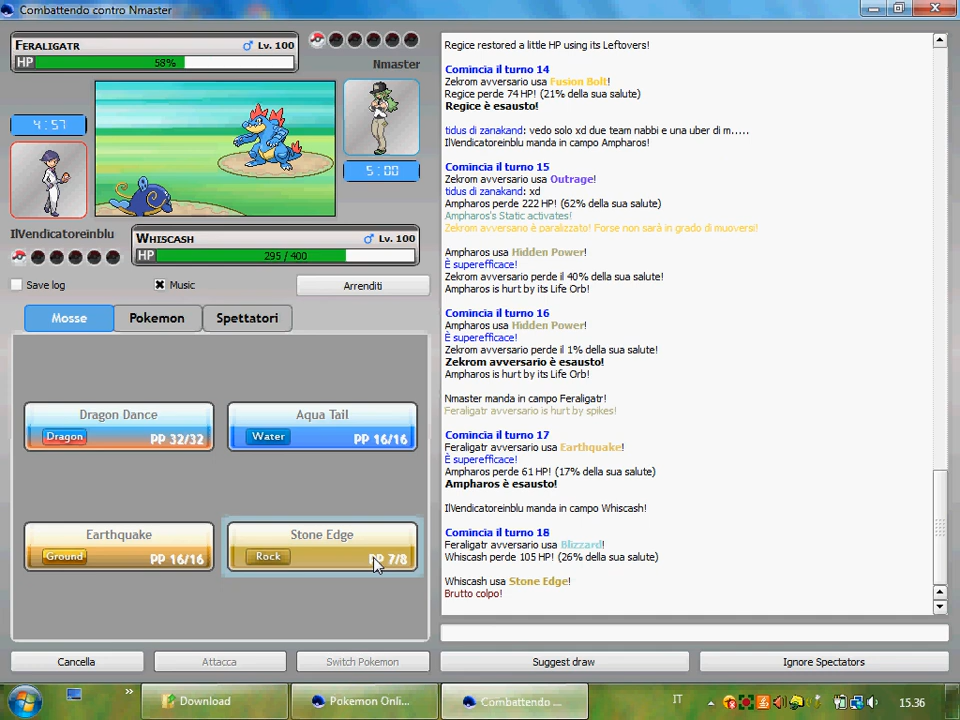 Combattendo contro Nmaster
FERALIGATR ♂ Lv. 100
HP 58%
Nmaster
4:57
5:00
IlVendicatoreinblu
WHISCASH ♂ Lv. 100
HP 295 / 400
Save log
Music
Arrenditi
Mosse
Pokemon
Spettatori
Dragon Dance
Dragon PP 32/32
Aqua Tail
Water PP 16/16
Earthquake
Ground PP 16/16
Stone Edge
Rock PP 7/8
Cancella
Attacca
Switch Pokemon
Regice restored a little HP using its Leftovers!
Comincia il turno 14
Zekrom avversario usa Fusion Bolt!
Regice perde 74 HP! (21% della sua salute)
Regice è esausto!
tidus di zanakand: vedo solo xd due team nabbi e una uber di m.....
IlVendicatoreinblu manda in campo Ampharos!
Comincia il turno 15
Zekrom avversario usa Outrage!
tidus di zanakand: xd
Ampharos perde 222 HP! (62% della sua salute)
Ampharos's Static activates!
Zekrom avversario è paralizzato! Forse non sarà in grado di muoversi!
Ampharos usa Hidden Power!
È superefficace!
Zekrom avversario perde il 40% della sua salute!
Ampharos is hurt by its Life Orb!
Comincia il turno 16
Ampharos usa Hidden Power!
È superefficace!
Zekrom avversario perde il 1% della sua salute!
Zekrom avversario è esausto!
Ampharos is hurt by its Life Orb!
Nmaster manda in campo Feraligatr!
Feraligatr avversario is hurt by spikes!
Comincia il turno 17
Feraligatr avversario usa Earthquake!
È superefficace!
Ampharos perde 61 HP! (17% della sua salute)
Ampharos è esausto!
IlVendicatoreinblu manda in campo Whiscash!
Comincia il turno 18
Feraligatr avversario usa Blizzard!
Whiscash perde 105 HP! (26% della sua salute)
Whiscash usa Stone Edge!
Brutto colpo!
Suggest draw
Ignore Spectators
Download
Pokemon Onli...
Combattendo ...
IT
15.36